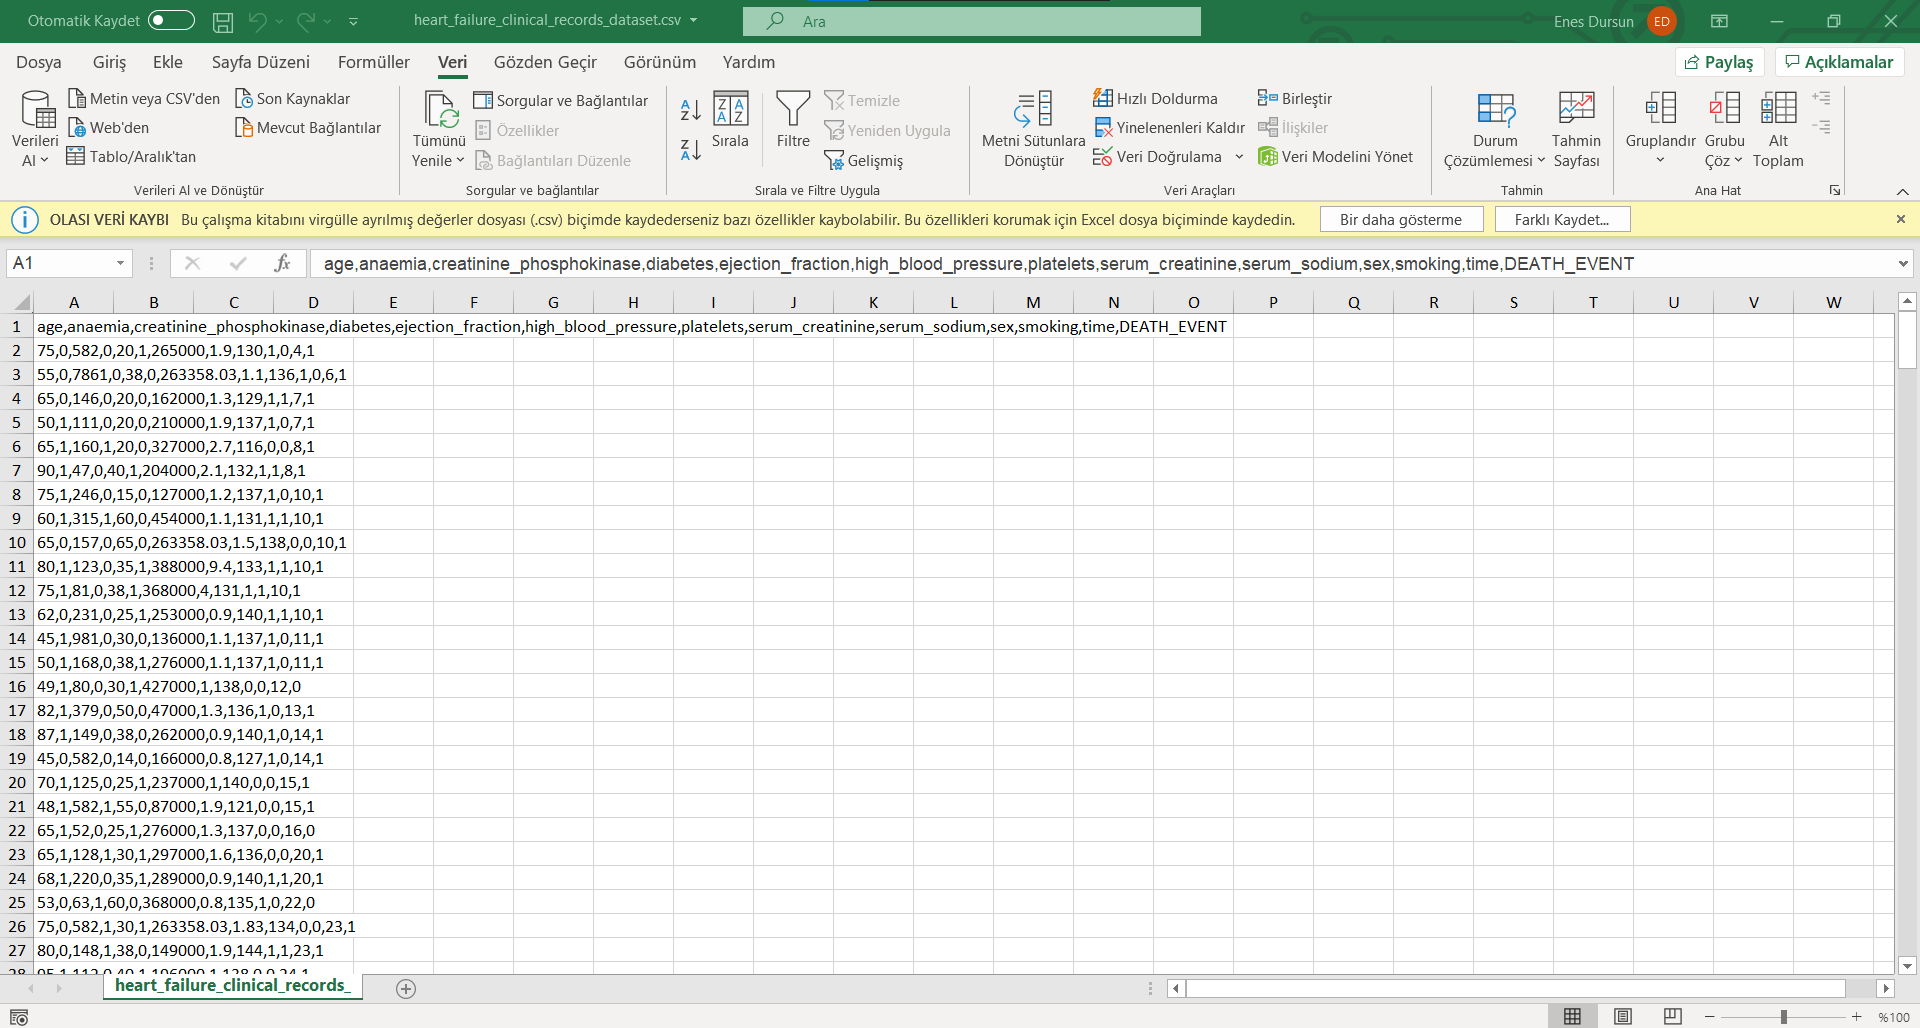 Otomatik Kaydet
heart_failure_clinical_records_dataset.csv
Ara
Enes Dursun
ED
Dosya Giriş Ekle Sayfa Düzeni Formüller Veri Gözden Geçir Görünüm Yardım
Paylaş
Açıklamalar
Verileri Al
Metin veya CSV'den
Web'den
Tablo/Aralık'tan
Son Kaynaklar
Mevcut Bağlantılar
Verileri Al ve Dönüştür
Tümünü Yenile
Sorgular ve Bağlantılar
Özellikler
Bağlantıları Düzenle
Sorgular ve bağlantılar
Sırala
Filtre
Temizle
Yeniden Uygula
Gelişmiş
Sırala ve Filtre Uygula
Metni Sütunlara Dönüştür
Hızlı Doldurma
Yinelenenleri Kaldır
Veri Doğrulama
Birleştir
İlişkiler
Veri Modelini Yönet
Veri Araçları
Durum Çözümlemesi
Tahmin Sayfası
Tahmin
Gruplandır
Grubu Çöz
Alt Toplam
Ana Hat
OLASI VERİ KAYBI Bu çalışma kitabını virgülle ayrılmış değerler dosyası (.csv) biçimde kaydederseniz bazı özellikler kaybolabilir. Bu özellikleri korumak için Excel dosya biçiminde kaydedin.
Bir daha gösterme
Farklı Kaydet...
A1
fx
age,anaemia,creatinine_phosphokinase,diabetes,ejection_fraction,high_blood_pressure,platelets,serum_creatinine,serum_sodium,sex,smoking,time,DEATH_EVENT
A B C D E F G H I J K L M N O P Q R S T U V W
1 age,anaemia,creatinine_phosphokinase,diabetes,ejection_fraction,high_blood_pressure,platelets,serum_creatinine,serum_sodium,sex,smoking,time,DEATH_EVENT
2 75,0,582,0,20,1,265000,1.9,130,1,0,4,1
3 55,0,7861,0,38,0,263358.03,1.1,136,1,0,6,1
4 65,0,146,0,20,0,162000,1.3,129,1,1,7,1
5 50,1,111,0,20,0,210000,1.9,137,1,0,7,1
6 65,1,160,1,20,0,327000,2.7,116,0,0,8,1
7 90,1,47,0,40,1,204000,2.1,132,1,1,8,1
8 75,1,246,0,15,0,127000,1.2,137,1,0,10,1
9 60,1,315,1,60,0,454000,1.1,131,1,1,10,1
10 65,0,157,0,65,0,263358.03,1.5,138,0,0,10,1
11 80,1,123,0,35,1,388000,9.4,133,1,1,10,1
12 75,1,81,0,38,1,368000,4,131,1,1,10,1
13 62,0,231,0,25,1,253000,0.9,140,1,1,10,1
14 45,1,981,0,30,0,136000,1.1,137,1,0,11,1
15 50,1,168,0,38,1,276000,1.1,137,1,0,11,1
16 49,1,80,0,30,1,427000,1,138,0,0,12,0
17 82,1,379,0,50,0,47000,1.3,136,1,0,13,1
18 87,1,149,0,38,0,262000,0.9,140,1,0,14,1
19 45,0,582,0,14,0,166000,0.8,127,1,0,14,1
20 70,1,125,0,25,1,237000,1,140,0,0,15,1
21 48,1,582,1,55,0,87000,1.9,121,0,0,15,1
22 65,1,52,0,25,1,276000,1.3,137,0,0,16,0
23 65,1,128,1,30,1,297000,1.6,136,0,0,20,1
24 68,1,220,0,35,1,289000,0.9,140,1,1,20,1
25 53,0,63,1,60,0,368000,0.8,135,1,0,22,0
26 75,0,582,1,30,1,263358.03,1.83,134,0,0,23,1
27 80,0,148,1,38,0,149000,1.9,144,1,1,23,1
28 95,1,112,0,40,1,196000,1,138,0,0,24,1
heart_failure_clinical_records_
%100